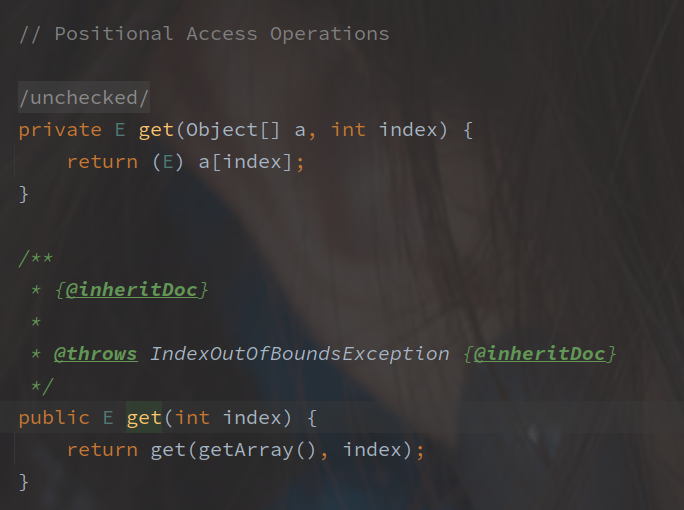 // Positional Access Operations
/unchecked/
private E get(Object[] a, int index) {
return (E) a[index];
}
/**
* {@inheritDoc}
*
* @throws IndexOutOfBoundsException {@inheritDoc}
*/
public E get(int index) {
return get(getArray(), index);
}